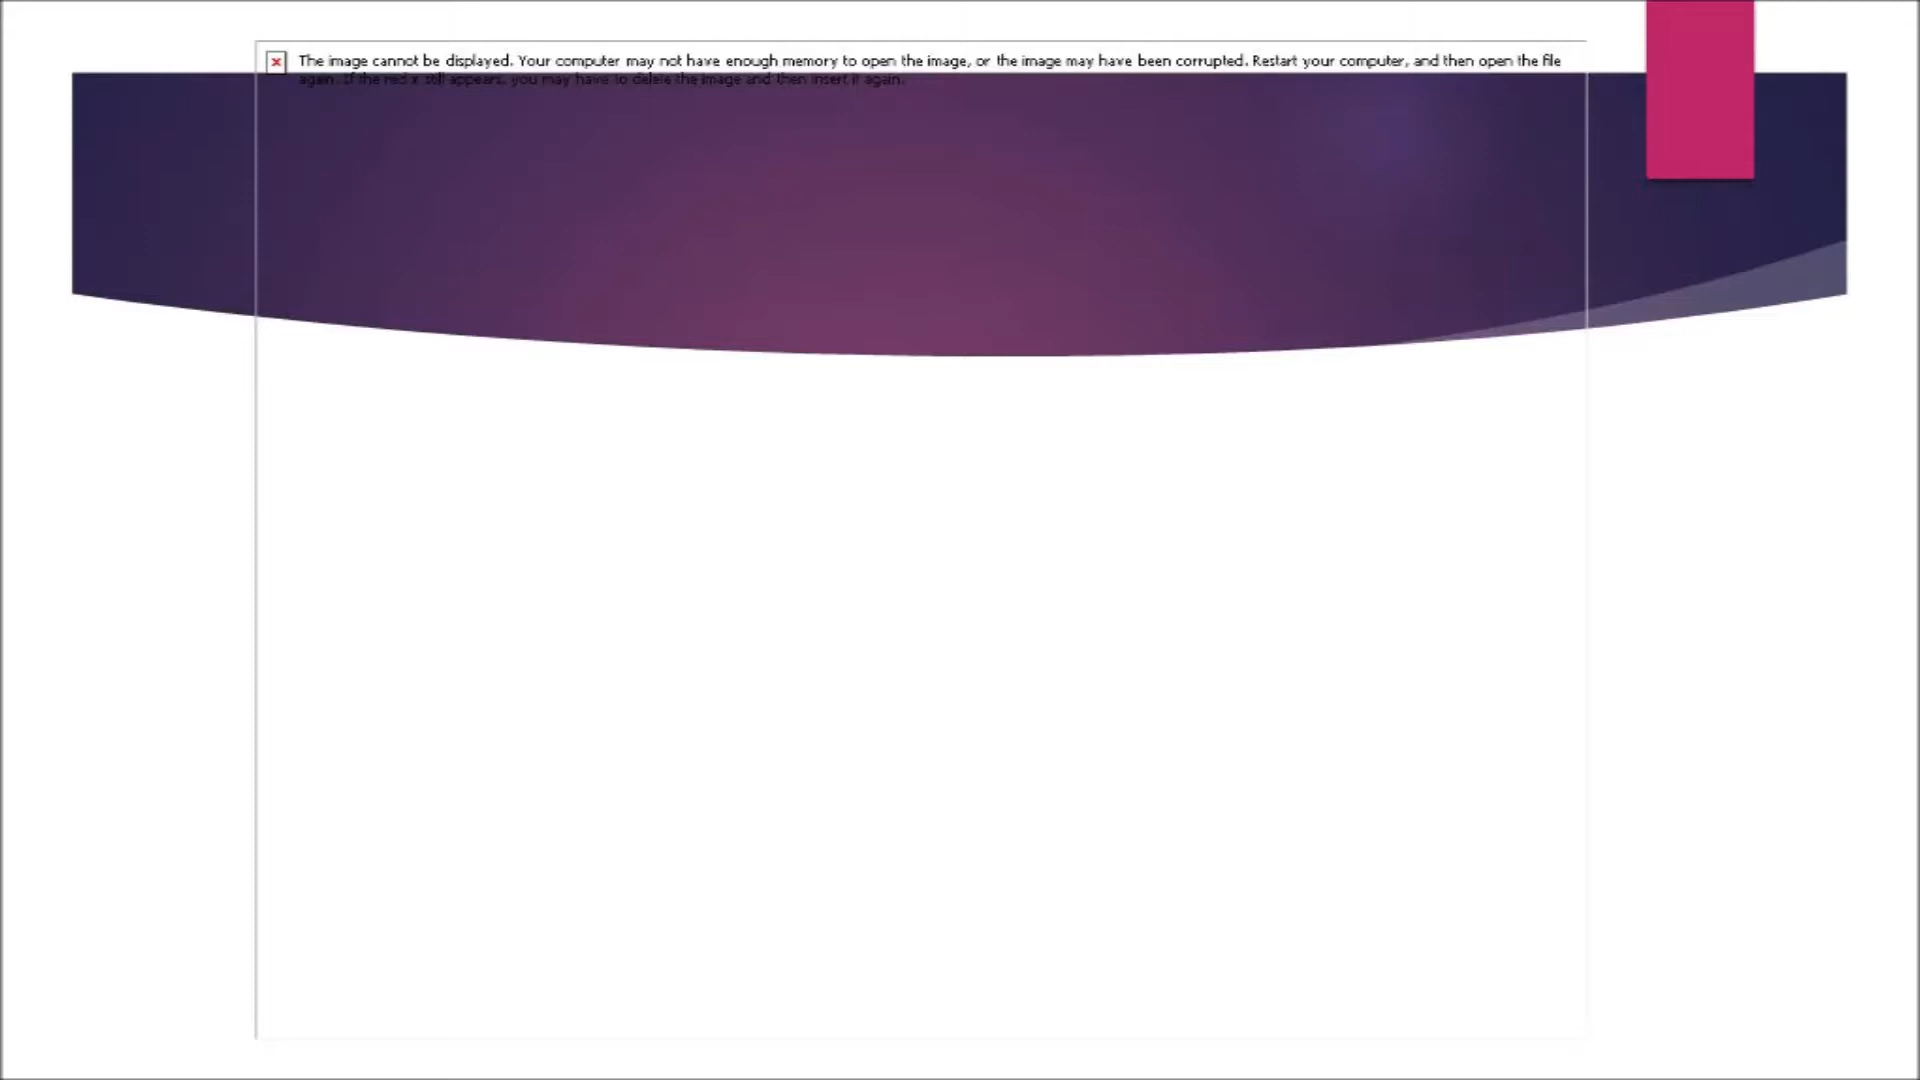 The image cannot be displayed. Your computer may not have enough memory to open the image, or the image may have been corrupted. Restart your computer, and then open the file
again. If the red x still appears, you may have to delete the image and then insert it again.